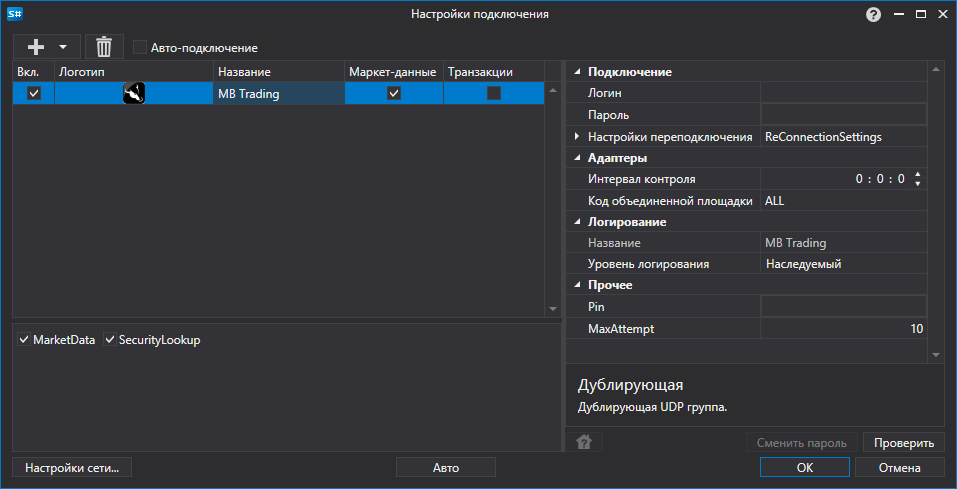 S# Настройки подключения ?
Авто-подключение
Вкл. Логотип Название Маркет-данные Транзакции
MB Trading
MarketData SecurityLookup
Подключение
Логин
Пароль
Настройки переподключения ReConnectionSettings
Адаптеры
Интервал контроля 0 : 0 : 0
Код объединенной площадки ALL
Логирование
Название MB Trading
Уровень логирования Наследуемый
Прочее
Pin
MaxAttempt 10
Дублирующая
Дублирующая UDP группа.
? Сменить пароль Проверить
Настройки сети... Авто OK Отмена